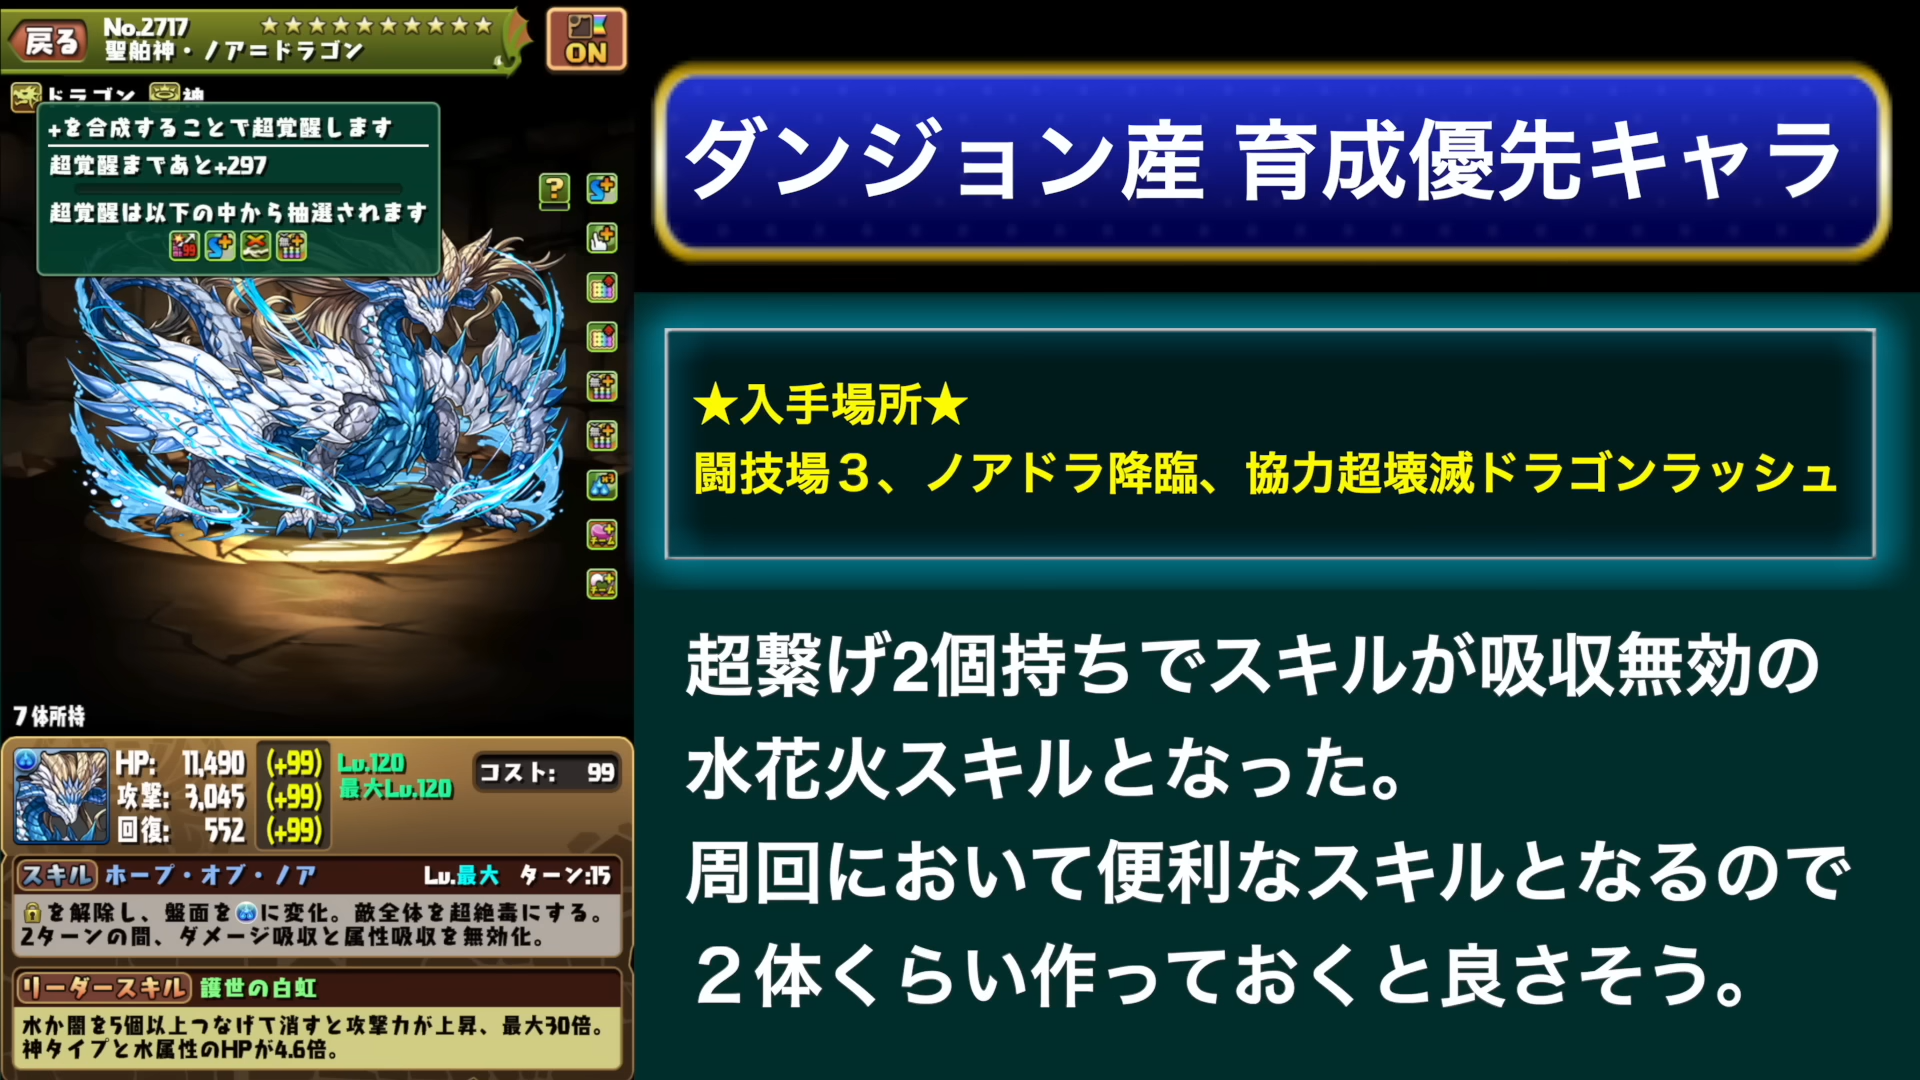 戻る
No.2717
★★★★★★★★★★
聖舶神・ノア＝ドラゴン
ON
ドラゴン 神
+を合成することで超覚醒します
超覚醒まであと+297
超覚醒は以下の中から抽選されます
7体所持
HP: 11,490 (+99) Lv.120
攻撃: 3,045 (+99) 最大Lv.120
回復: 552 (+99)
コスト: 99
スキル ホープ・オブ・ノア Lv.最大 ターン:15
を解除し、盤面を に変化。敵全体を超絶毒にする。
2ターンの間、ダメージ吸収と属性吸収を無効化。
リーダースキル 護世の白虹
水か闇を5個以上つなげて消すと攻撃力が上昇、最大30倍。
神タイプと水属性のHPが4.6倍。
ダンジョン産 育成優先キャラ
★入手場所★
闘技場３、ノアドラ降臨、協力超壊滅ドラゴンラッシュ
超繋げ2個持ちでスキルが吸収無効の
水花火スキルとなった。
周回において便利なスキルとなるので
２体くらい作っておくと良さそう。